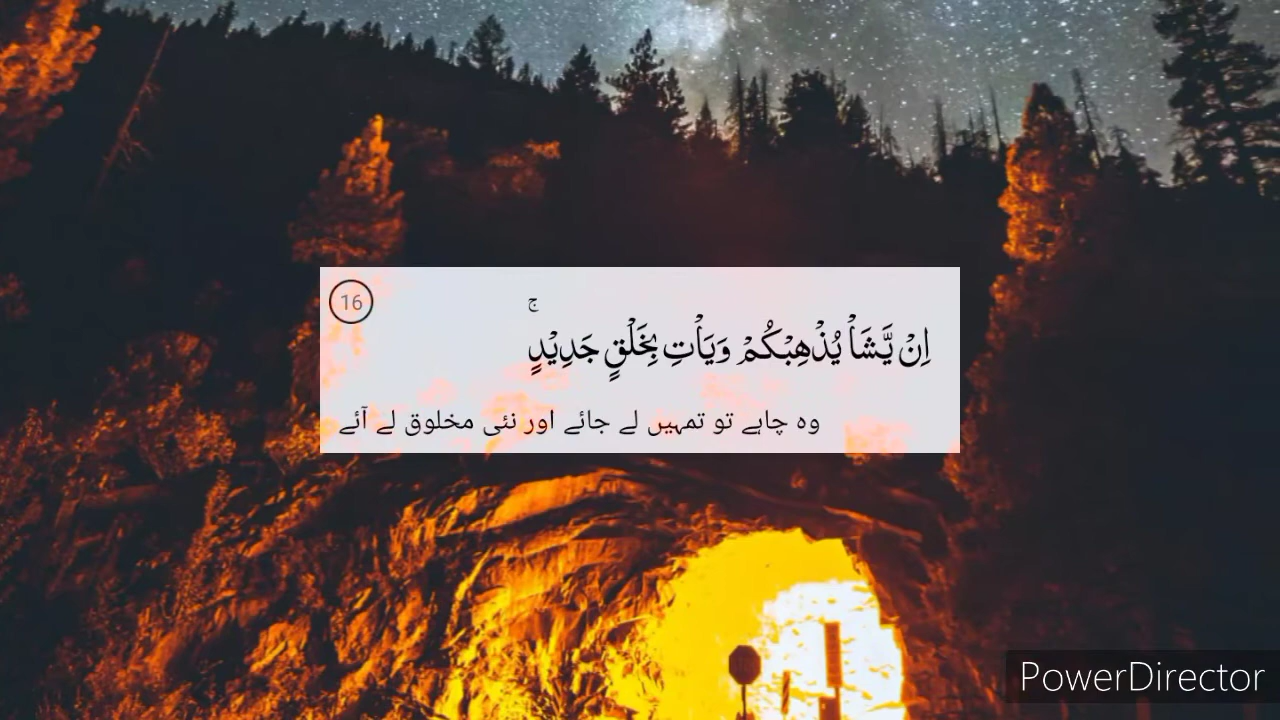 16
اِنْ يَّشَاْ يُذْهِبْكُمْ وَيَاْتِ بِخَلْقٍ جَدِيْدٍۚ
وہ چاہے تو تمہیں لے جائے اور نئی مخلوق لے آئے
PowerDirector